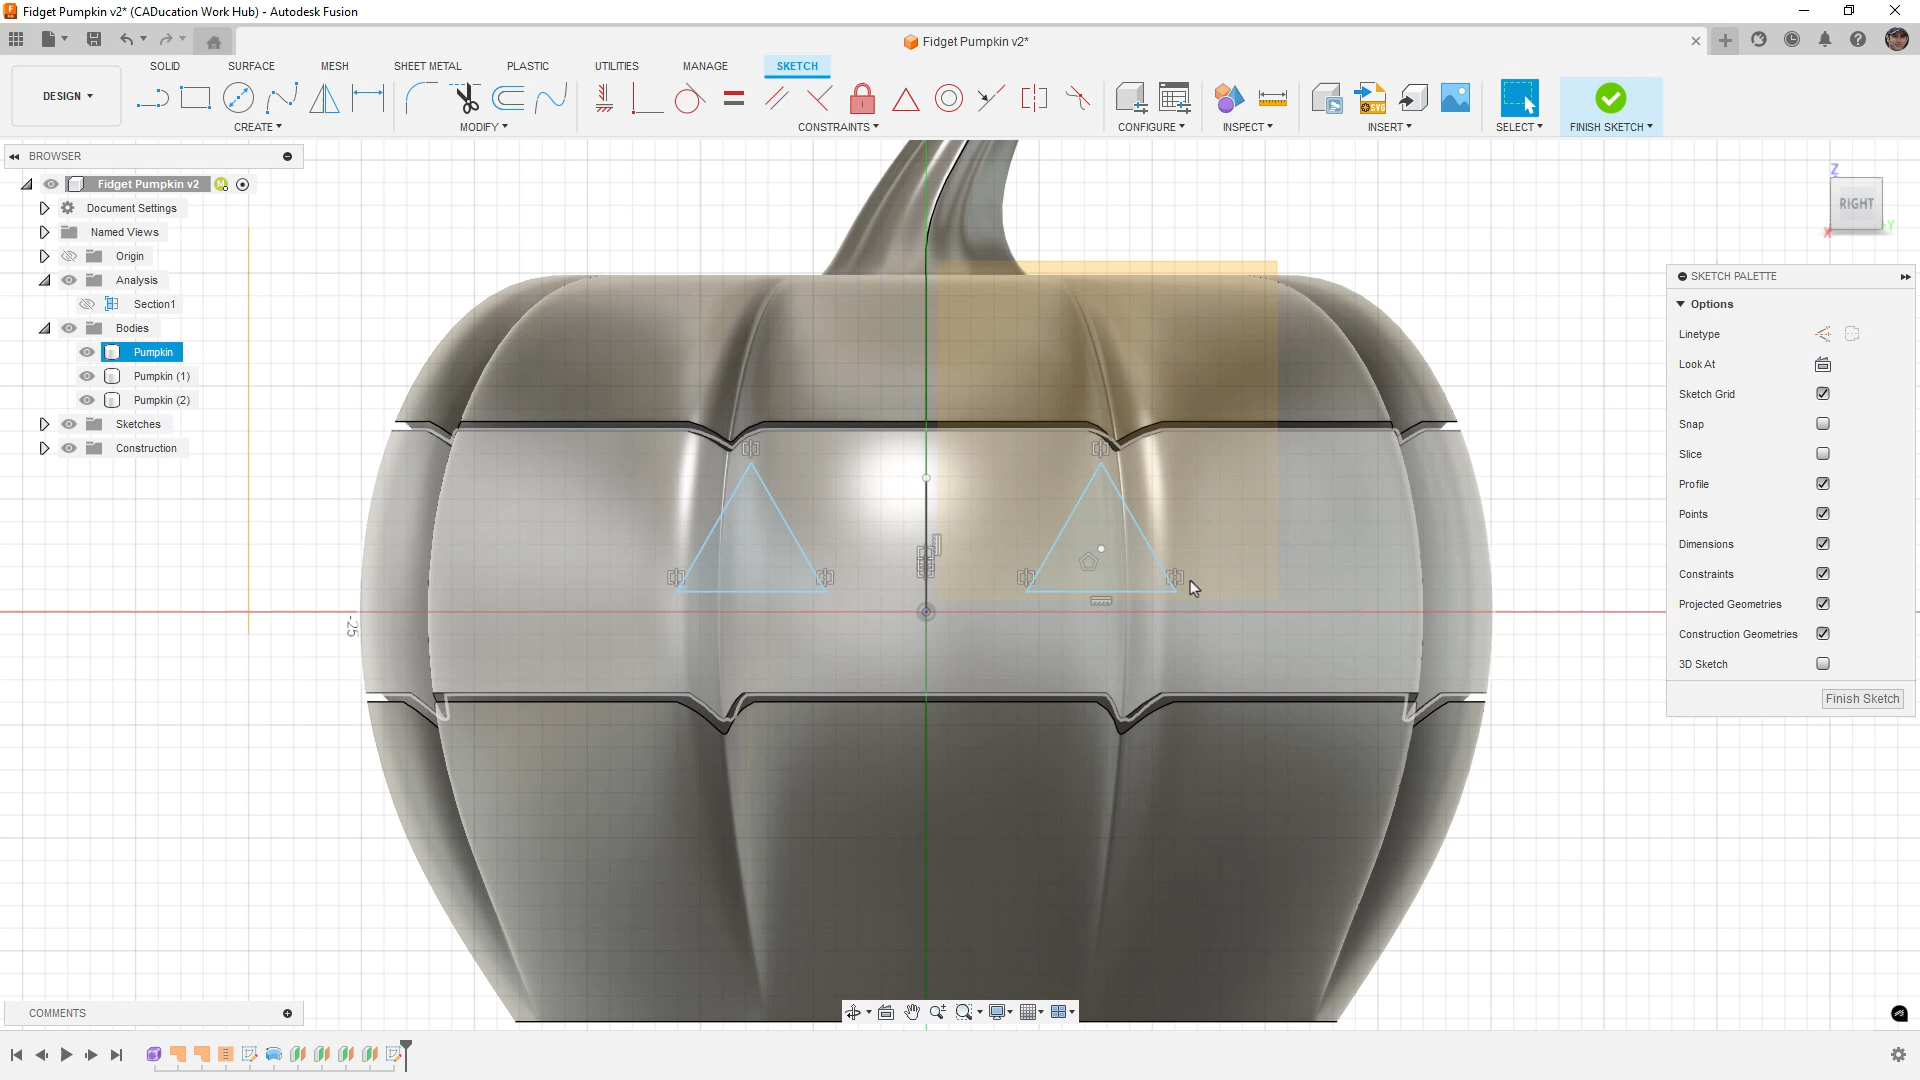 Fidget Pumpkin v2* (CADucation Work Hub) - Autodesk Fusion
Fidget Pumpkin v2*
SOLID SURFACE MESH SHEET METAL PLASTIC UTILITIES MANAGE SKETCH
DESIGN
CREATE MODIFY CONSTRAINTS CONFIGURE INSPECT INSERT SELECT FINISH SKETCH
SVG
BROWSER
Fidget Pumpkin v2
M
Document Settings
Named Views
Origin
Analysis
Section1
Bodies
Pumpkin
Pumpkin (1)
Pumpkin (2)
Sketches
Construction
-25
Z
RIGHT
X
Y
SKETCH PALETTE
Options
Linetype
Look At
Sketch Grid
Snap
Slice
Profile
Points
Dimensions
Constraints
Projected Geometries
Construction Geometries
3D Sketch
Finish Sketch
COMMENTS